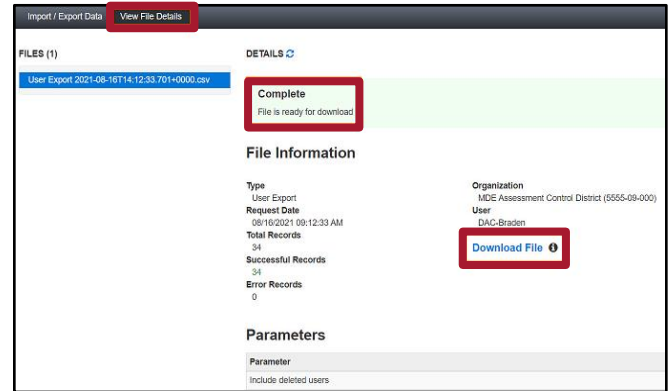 Import / Export Data View File Details
FILES (1)
User Export 2021-08-16T14:12:33.701+0000.csv
DETAILS
Complete
File is ready for download
File Information
Type
User Export
Request Date
08/16/2021 09:12:33 AM
Total Records
34
Successful Records
34
Error Records
0
Organization
MDE Assessment Control District (5555-09-000)
User
DAC-Braden
Download File
Parameters
Parameter
Include deleted users